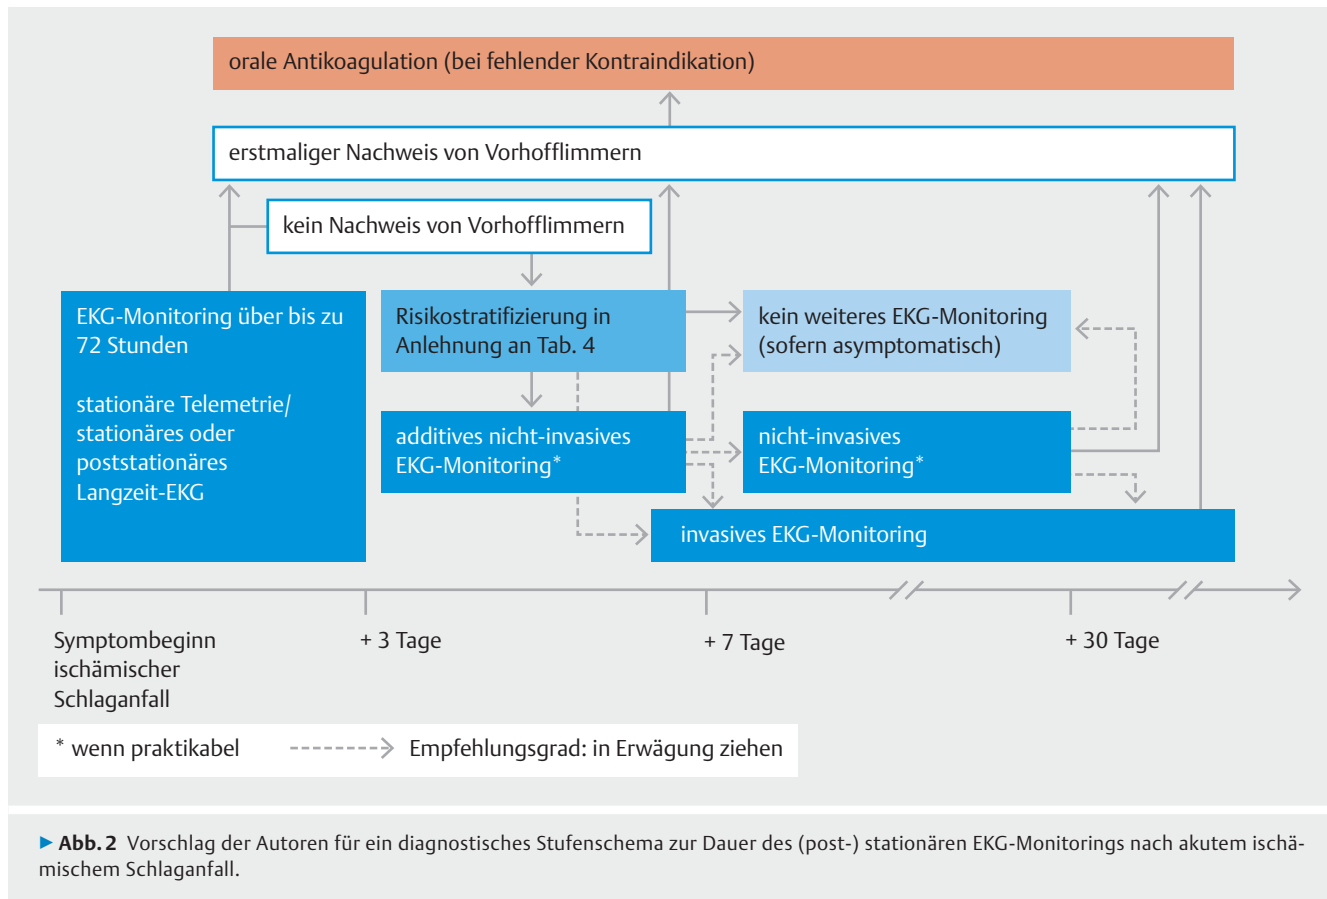 orale Antikoagulation (bei fehlender Kontraindikation)
erstmaliger Nachweis von Vorhofflimmern
kein Nachweis von Vorhofflimmern
EKG-Monitoring über bis zu
72 Stunden
stationäre Telemetrie/
stationäres oder
poststationäres
Langzeit-EKG
Risikostratifizierung in
Anlehnung an Tab. 4
kein weiteres EKG-Monitoring
(sofern asymptomatisch)
additives nicht-invasives
EKG-Monitoring*
nicht-invasives
EKG-Monitoring*
invasives EKG-Monitoring
Symptombeginn
ischämischer
Schlaganfall
+ 3 Tage
+ 7 Tage
+ 30 Tage
* wenn praktikabel
Empfehlungsgrad: in Erwägung ziehen
▶ Abb. 2 Vorschlag der Autoren für ein diagnostisches Stufenschema zur Dauer des (post-) stationären EKG-Monitorings nach akutem ischä-
mischem Schlaganfall.